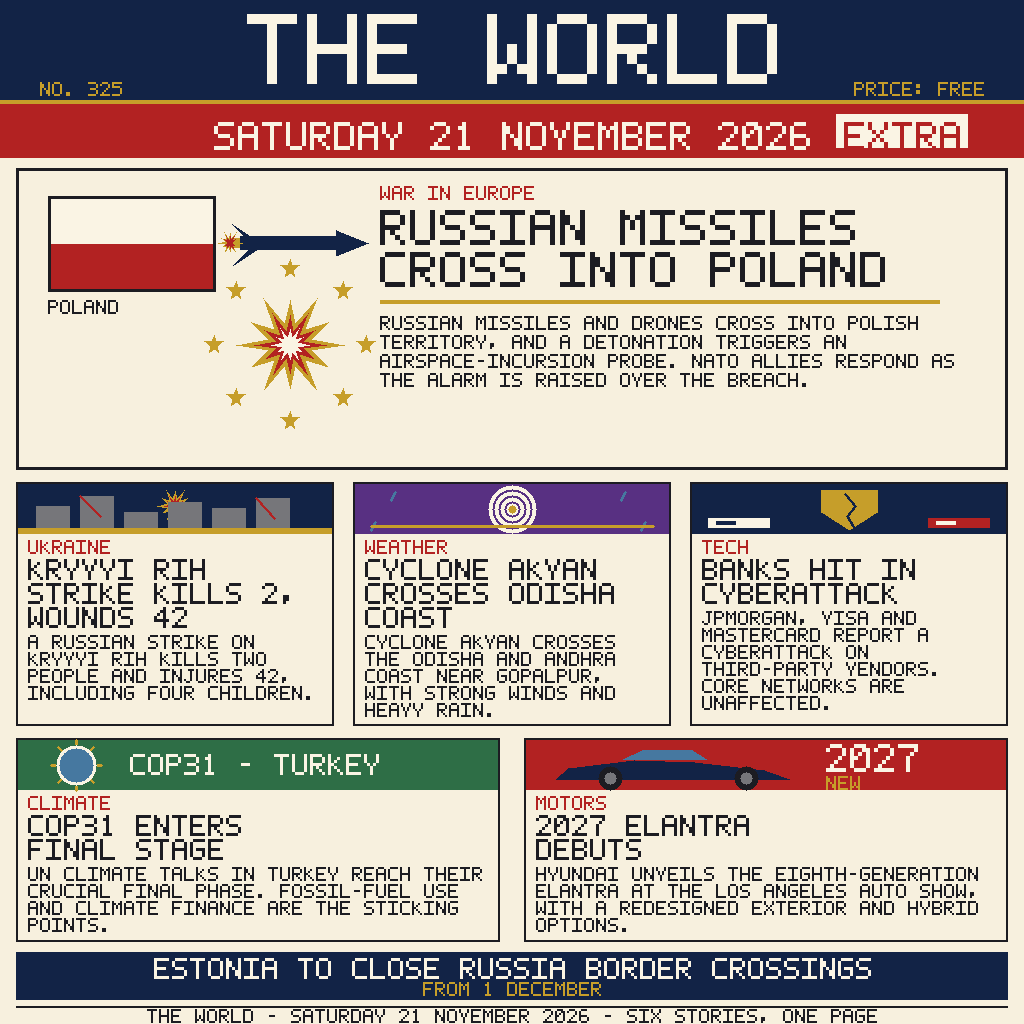 THE WORLD
NO. 325
PRICE: FREE
SATURDAY 21 NOVEMBER 2026 EXTRA
POLAND
WAR IN EUROPE
RUSSIAN MISSILES
CROSS INTO POLAND
RUSSIAN MISSILES AND DRONES CROSS INTO POLISH
TERRITORY, AND A DETONATION TRIGGERS AN
AIRSPACE-INCURSION PROBE. NATO ALLIES RESPOND AS
THE ALARM IS RAISED OVER THE BREACH.
UKRAINE
KRYVYI RIH
STRIKE KILLS 2,
WOUNDS 42
A RUSSIAN STRIKE ON
KRYVYI RIH KILLS TWO
PEOPLE AND INJURES 42,
INCLUDING FOUR CHILDREN.
WEATHER
CYCLONE AKYAN
CROSSES ODISHA
COAST
CYCLONE AKYAN CROSSES
THE ODISHA AND ANDHRA
COAST NEAR GOPALPUR,
WITH STRONG WINDS AND
HEAVY RAIN.
TECH
BANKS HIT IN
CYBERATTACK
JPMORGAN, VISA AND
MASTERCARD REPORT A
CYBERATTACK ON
THIRD-PARTY VENDORS.
CORE NETWORKS ARE
UNAFFECTED.
COP31 - TURKEY
CLIMATE
COP31 ENTERS
FINAL STAGE
UN CLIMATE TALKS IN TURKEY REACH THEIR
CRUCIAL FINAL PHASE. FOSSIL-FUEL USE
AND CLIMATE FINANCE ARE THE STICKING
POINTS.
2027
NEW
MOTORS
2027 ELANTRA
DEBUTS
HYUNDAI UNVEILS THE EIGHTH-GENERATION
ELANTRA AT THE LOS ANGELES AUTO SHOW,
WITH A REDESIGNED EXTERIOR AND HYBRID
OPTIONS.
ESTONIA TO CLOSE RUSSIA BORDER CROSSINGS
FROM 1 DECEMBER
THE WORLD - SATURDAY 21 NOVEMBER 2026 - SIX STORIES, ONE PAGE